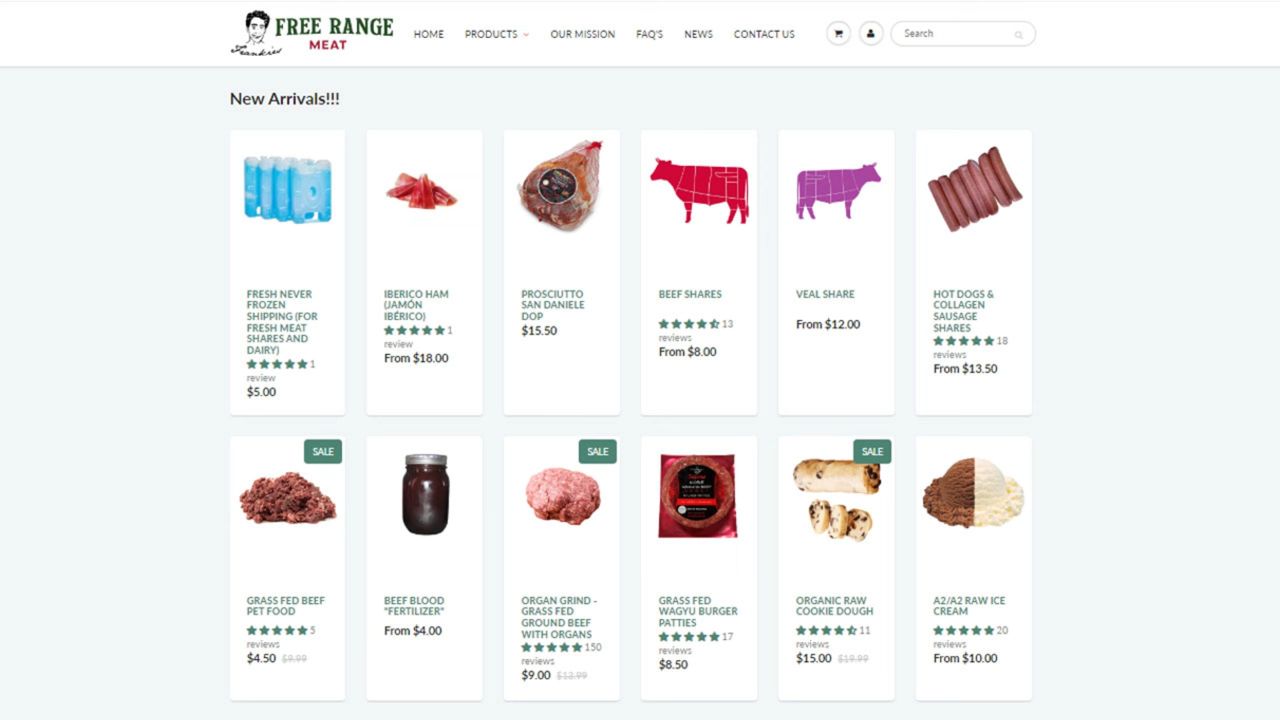 Frankies
FREE RANGE
MEAT
HOME
PRODUCTS
OUR MISSION
FAQ'S
NEWS
CONTACT US
Search
New Arrivals!!!
FRESH NEVER
FROZEN
SHIPPING (FOR
FRESH MEAT
SHARES AND
DAIRY)
1
review
$5.00
IBERICO HAM
(JAMÓN
IBÉRICO)
1
review
From $18.00
PROSCIUTTO
SAN DANIELE
DOP
$15.50
BEEF SHARES
13
reviews
From $8.00
VEAL SHARE
From $12.00
HOT DOGS &
COLLAGEN
SAUSAGE
SHARES
18
reviews
From $13.50
SALE
GRASS FED BEEF
PET FOOD
5
reviews
$4.50 $9.99
BEEF BLOOD
"FERTILIZER"
From $4.00
SALE
ORGAN GRIND -
GRASS FED
GROUND BEEF
WITH ORGANS
150
reviews
$9.00 $13.99
GRASS FED
WAGYU BURGER
PATTIES
17
reviews
$8.50
SALE
ORGANIC RAW
COOKIE DOUGH
11
reviews
$15.00 $19.99
A2/A2 RAW ICE
CREAM
20
reviews
From $10.00